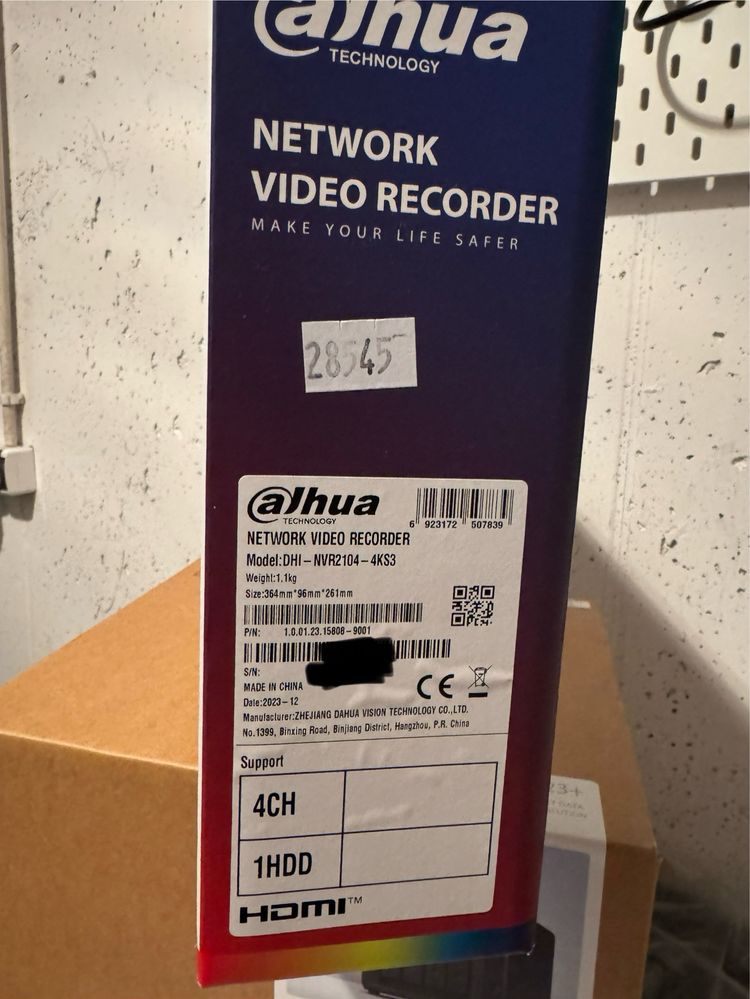 alhua
TECHNOLOGY
NETWORK
VIDEO RECORDER
MAKE YOUR LIFE SAFER
28545
alhua
TECHNOLOGY
6 923172 507839
NETWORK VIDEO RECORDER
Model:DHI-NVR2104-4KS3
Weight:1.1kg
Size:364mm*96mm*261mm
P/N: 1.0.01.23.15808-9001
S/N:
MADE IN CHINA
CE
Date:2023-12
Manufacturer:ZHEJIANG DAHUA VISION TECHNOLOGY CO.,LTD.
No.1399, Binxing Road, Binjiang District, Hangzhou, P.R. China
Support
4CH
1HDD
HDMI™
3+
DATA